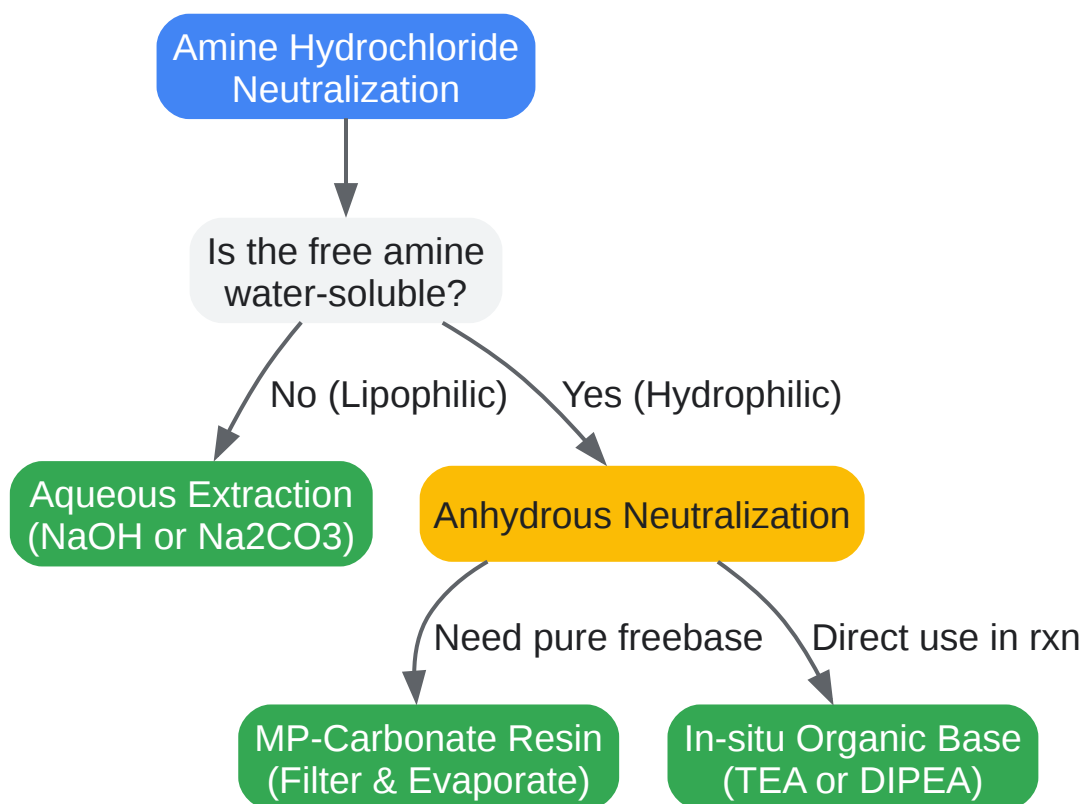 Amine Hydrochloride
Neutralization
Is the free amine
water-soluble?
No (Lipophilic)
Yes (Hydrophilic)
Aqueous Extraction
(NaOH or Na2CO3)
Anhydrous Neutralization
Need pure freebase
Direct use in rxn
MP-Carbonate Resin
(Filter & Evaporate)
In-situ Organic Base
(TEA or DIPEA)